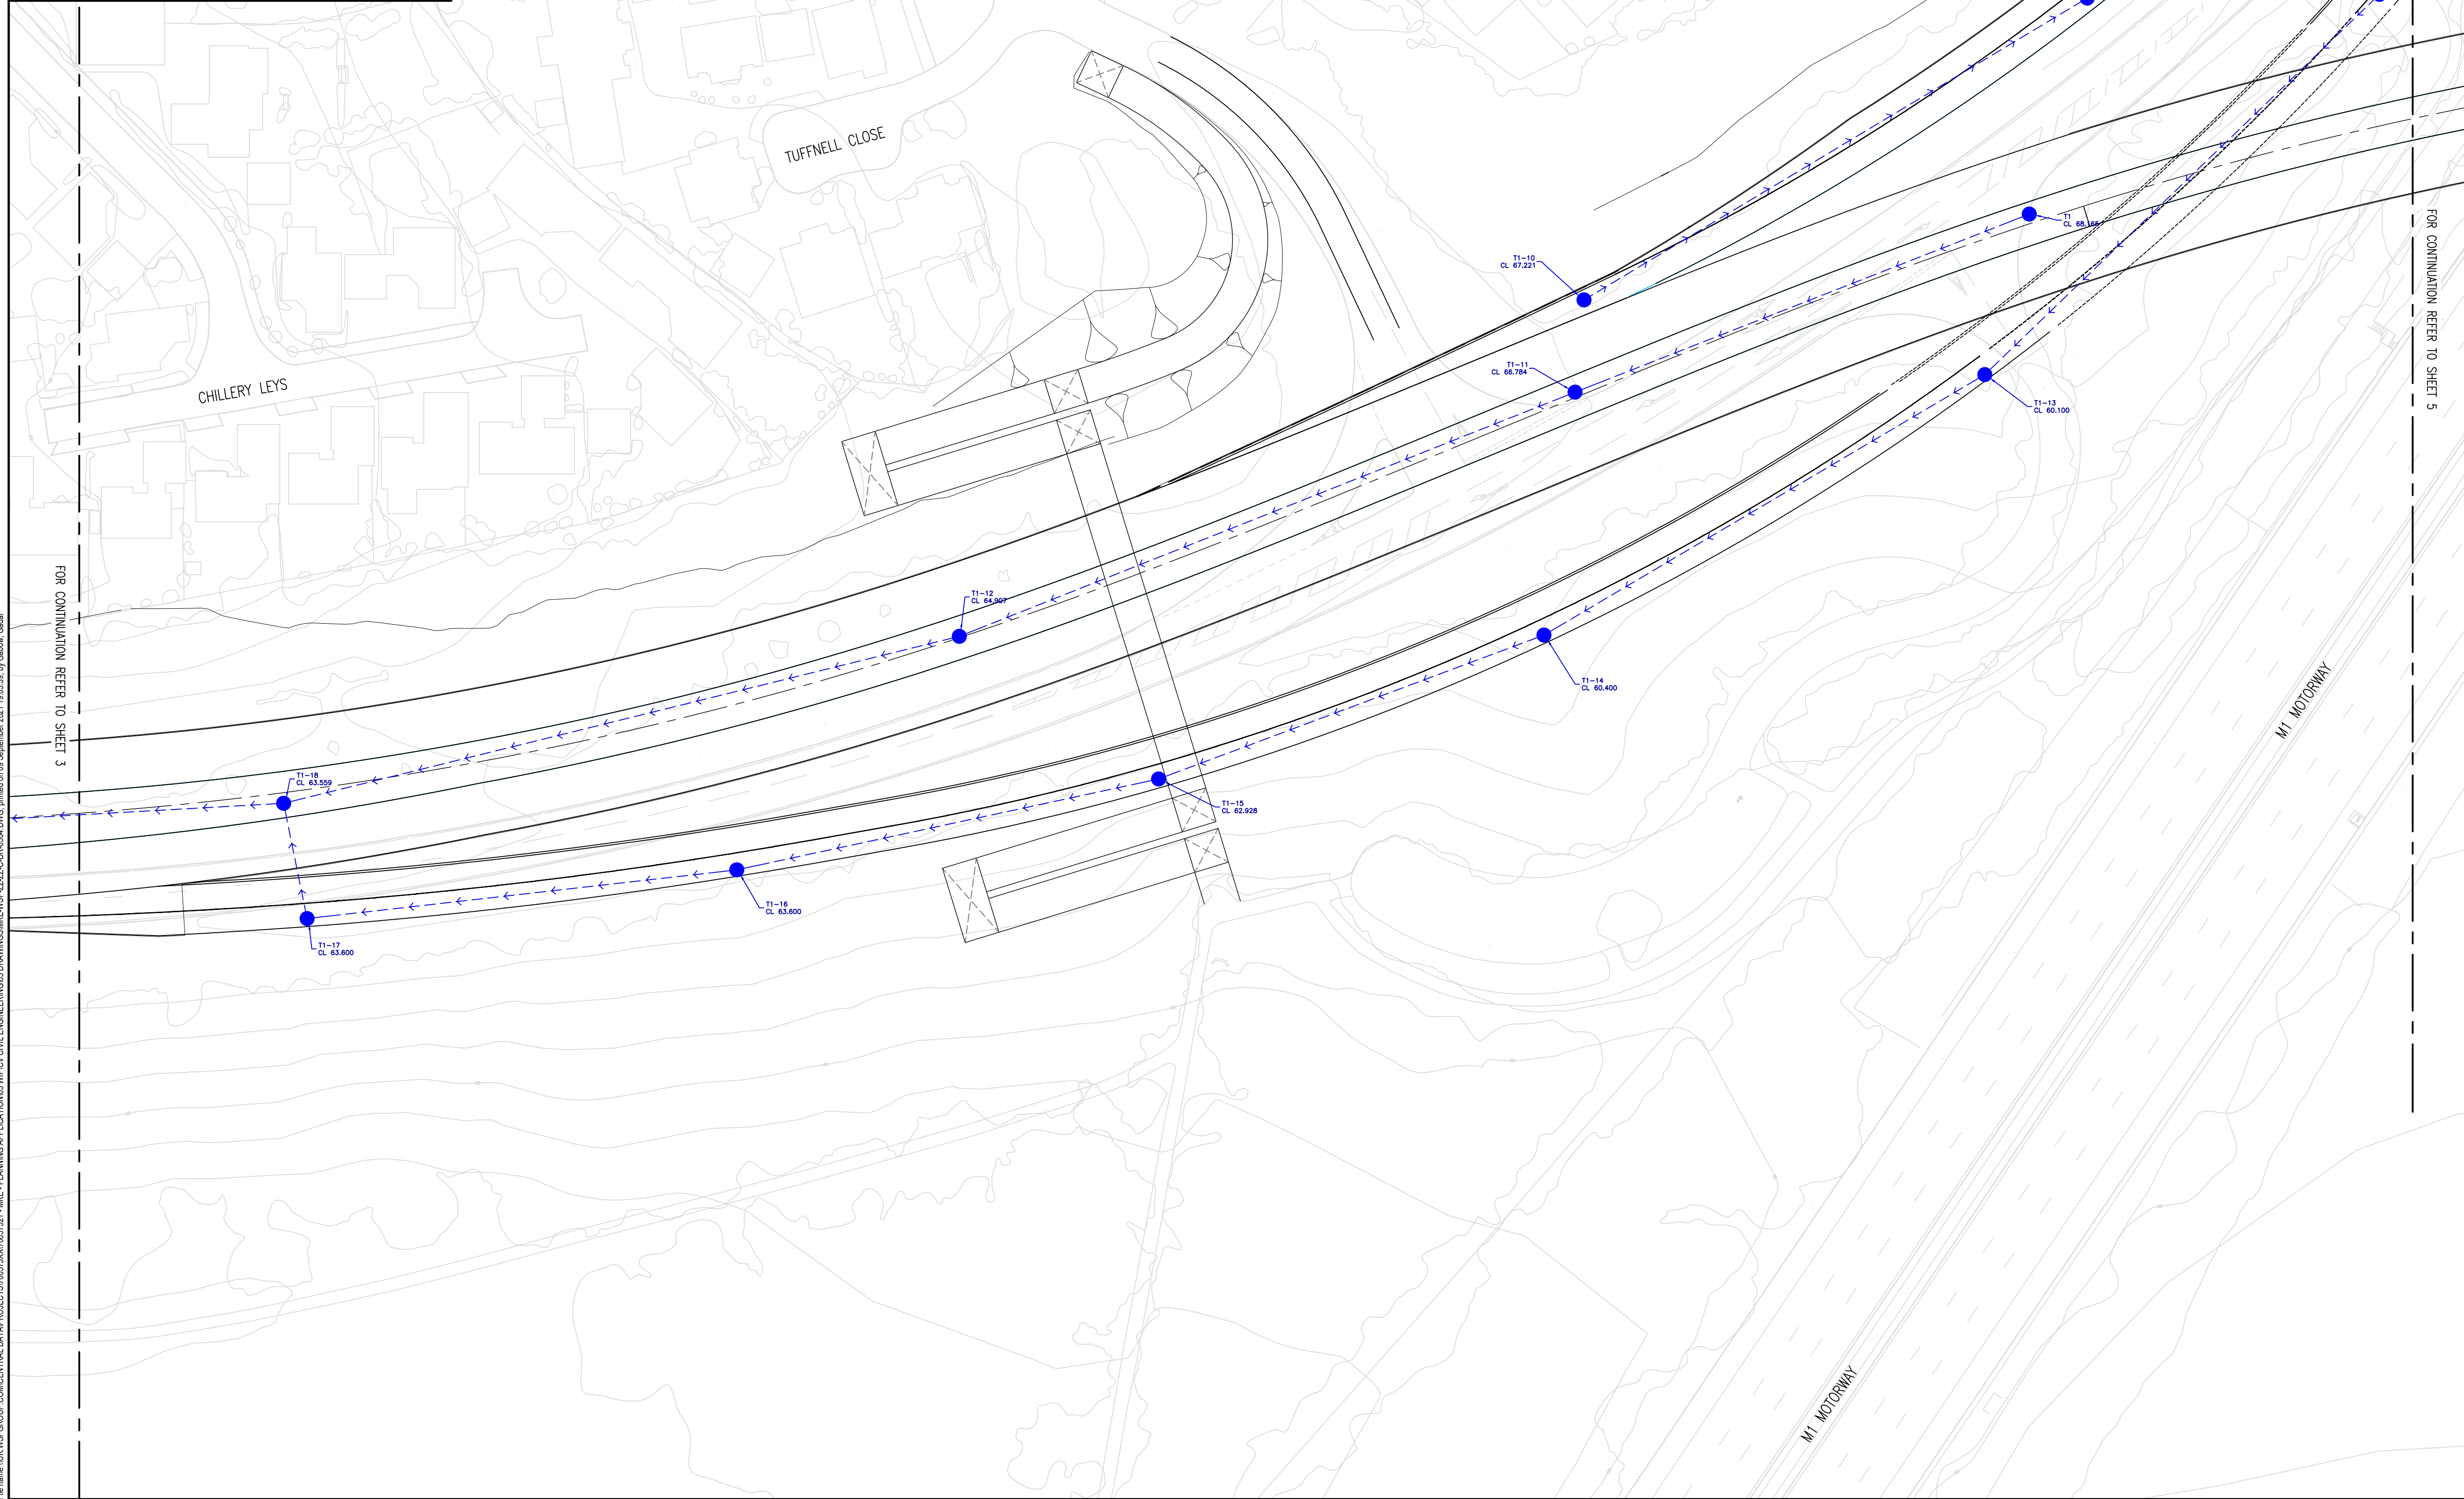 TUFFNELL CLOSE
CHILLERY LEYS
FOR CONTINUATION REFER TO SHEET 3
FOR CONTINUATION REFER TO SHEET 5
T1-10
CL 67.221
T1
CL 68.165
T1-11
CL 66.784
T1-13
CL 60.100
T1-12
CL 64.907
T1-14
CL 60.400
T1-18
CL 63.559
T1-15
CL 62.928
T1-16
CL 63.600
T1-17
CL 63.600
M1 MOTORWAY
M1 MOTORWAY